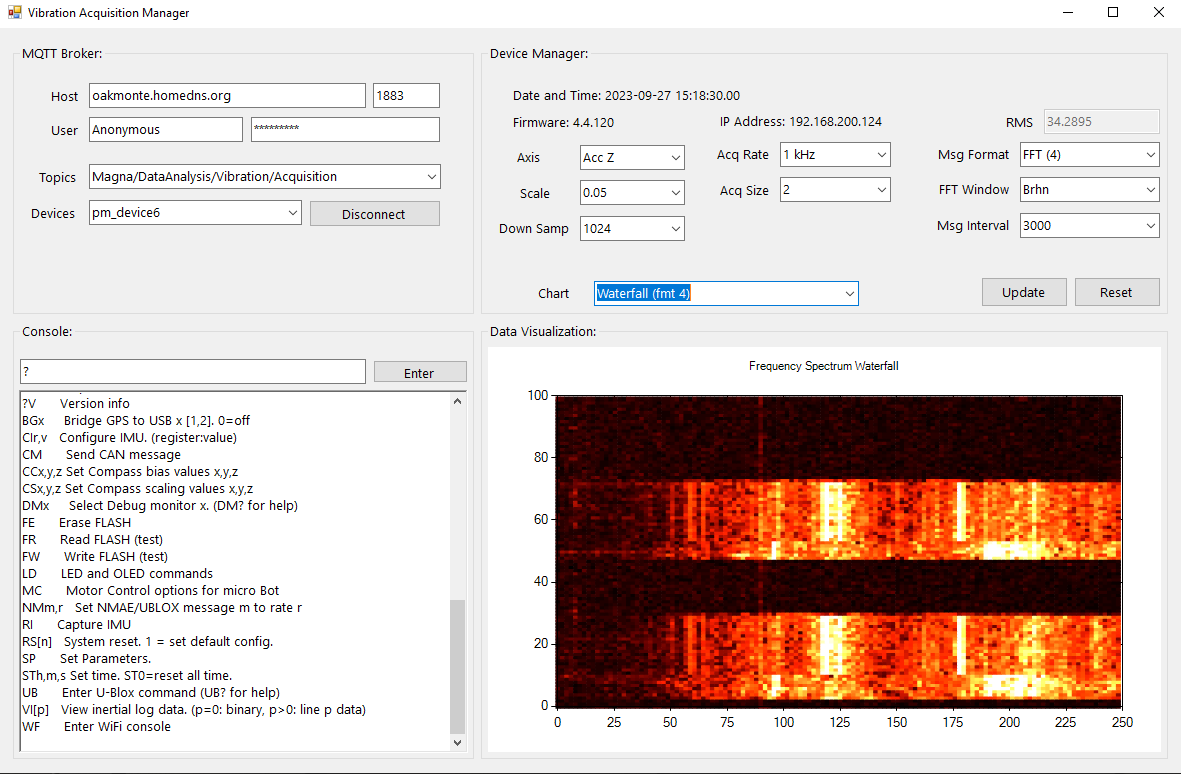 Vibration Acquisition Manager
MQTT Broker:
Host oakmonte.homedns.org 1883
User Anonymous *********
Topics Magna/DataAnalysis/Vibration/Acquisition
Devices pm_device6 Disconnect
Device Manager:
Date and Time: 2023-09-27 15:18:30.00
Firmware: 4.4.120 IP Address: 192.168.200.124 RMS 34.2895
Axis Acc Z Acq Rate 1 kHz Msg Format FFT (4)
Scale 0.05 Acq Size 2 FFT Window Brhn
Down Samp 1024 Msg Interval 3000
Chart Waterfall (fmt 4) Update Reset
Console:
? Enter
?V Version info
BGx Bridge GPS to USB x [1,2]. 0=off
CIr,v Configure IMU. (register:value)
CM Send CAN message
CCx,y,z Set Compass bias values x,y,z
CSx,y,z Set Compass scaling values x,y,z
DMx Select Debug monitor x. (DM? for help)
FE Erase FLASH
FR Read FLASH (test)
FW Write FLASH (test)
LD LED and OLED commands
MC Motor Control options for micro Bot
NMm,r Set NMAE/UBLOX message m to rate r
RI Capture IMU
RS[n] System reset. 1 = set default config.
SP Set Parameters.
STh,m,s Set time. ST0=reset all time.
UB Enter U-Blox command (UB? for help)
VI[p] View inertial log data. (p=0: binary, p>0: line p data)
WF Enter WiFi console
Data Visualization:
Frequency Spectrum Waterfall
100
80
60
40
20
0
0 25 50 75 100 125 150 175 200 225 250